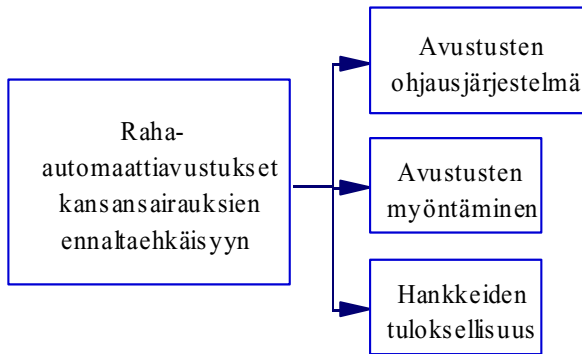 Raha-
automaattiavustukset
kansansairauksien
ennaltaehkäisyyn
Avustusten
ohjausjärjestelmä
Avustusten
myöntäminen
Hankkeiden
tuloksellisuus